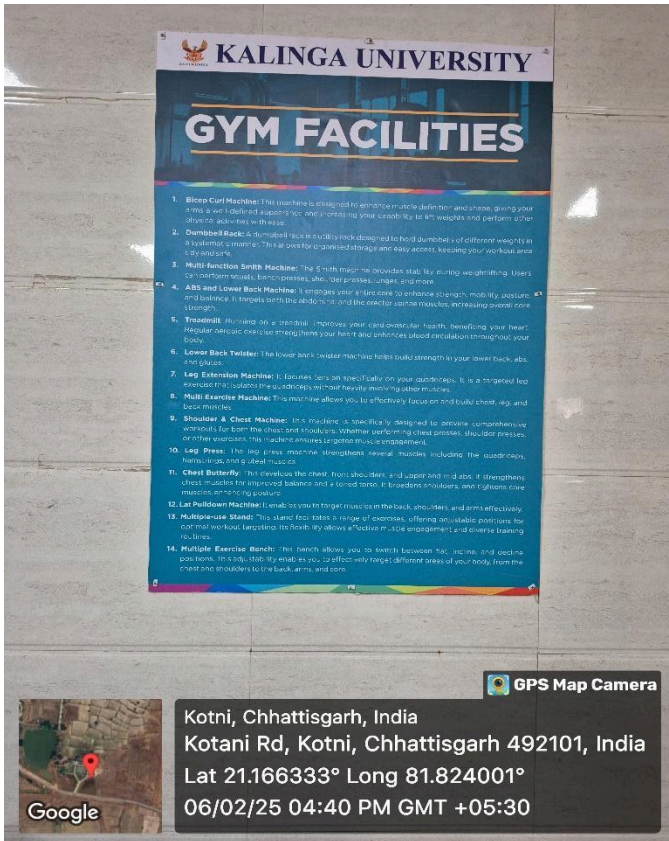 KALINGA UNIVERSITY
GYM FACILITIES
1. Bicep Curl Machine: This machine is designed to enhance muscle definition and shape, giving your
arms a well-defined appearance and increasing your capability to lift weights and perform other
physical activities with ease.
2. Dumbbell Rack: A dumbbell rack is a utility rack designed to hold dumbbells of different weights in
a systematic manner. This allows for organised storage and easy access, keeping your workout area
tidy and safe.
3. Multi-function Smith Machine: The Smith machine provides stability during weightlifting. Users
can perform squats, bench presses, shoulder presses, lunges, and more.
4. ABS and Lower Back Machine: It engages your entire core to enhance strength, mobility, posture,
and balance. It targets both the abdominal and the erector spinae muscles, increasing overall core
strength.
5. Treadmill: Running on a treadmill improves your cardiovascular health, benefiting your heart.
Regular aerobic exercise strengthens your heart and enhances blood circulation throughout your
body.
6. Lower Back Twister: The lower back twister machine helps build strength in your lower back, abs,
and glutes.
7. Leg Extension Machine: It focuses tension specifically on your quadriceps. It is a targeted leg
exercise that isolates the quadriceps without heavily involving other muscles.
8. Multi Exercise Machine: This machine allows you to effectively focus on and build chest, leg, and
back muscles.
9. Shoulder & Chest Machine: This machine is specifically designed to provide comprehensive
workouts for both the chest and shoulders. Whether performing chest presses, shoulder presses,
or other exercises, this machine ensures targeted muscle engagement.
10. Leg Press: The leg press machine strengthens several muscles including the quadriceps,
hamstrings, and gluteal muscles.
11. Chest Butterfly: This develops the chest, front shoulders, and upper and mid abs. It strengthens
chest muscles for improved balance and a toned torso. It broadens shoulders, and tightens core
muscles, enhancing posture.
12. Lat Pulldown Machine: It enables you to target muscles in the back, shoulders, and arms effectively.
13. Multiple-use Stand: This stand facilitates a range of exercises, offering adjustable positions for
optimal workout targeting. Its flexibility allows effective muscle engagement and diverse training
routines.
14. Multiple Exercise Bench: This bench allows you to switch between flat, incline, and decline
positions. This adjustability enables you to effectively target different areas of your body, from the
chest and shoulders to the back, arms, and core.
GPS Map Camera
Kotni, Chhattisgarh, India
Kotani Rd, Kotni, Chhattisgarh 492101, India
Lat 21.166333° Long 81.824001°
06/02/25 04:40 PM GMT +05:30
Google